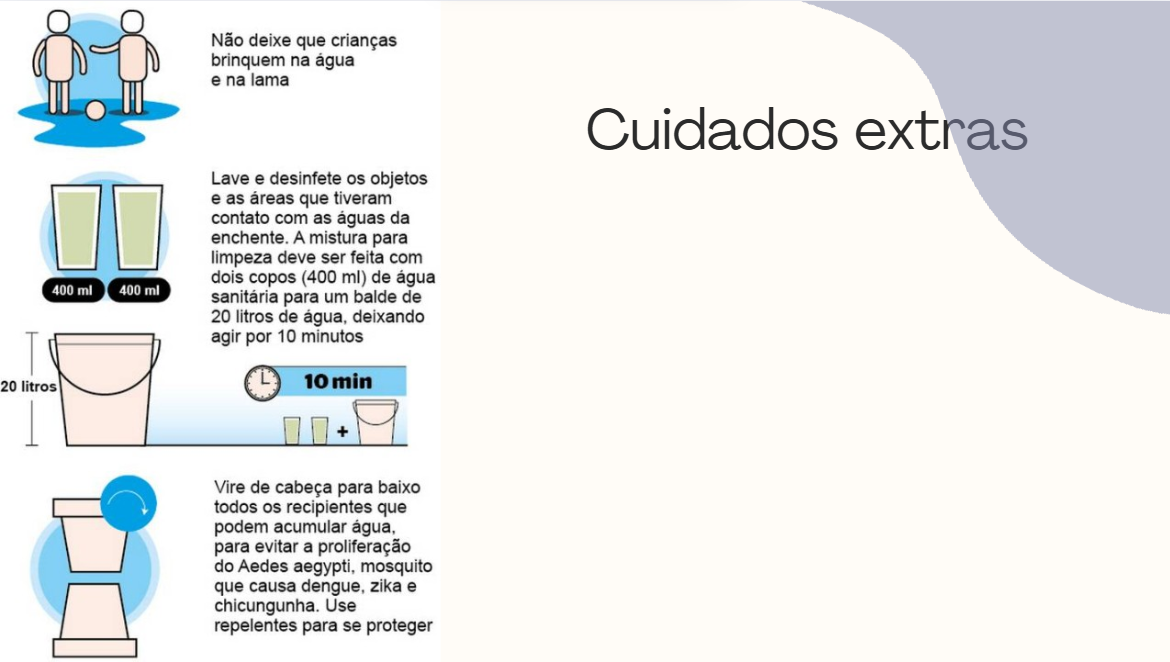 Não deixe que crianças
brinquem na água
e na lama
Cuidados extras
Lave e desinfete os objetos
e as áreas que tiveram
contato com as águas da
enchente. A mistura para
limpeza deve ser feita com
dois copos (400 ml) de água
sanitária para um balde de
20 litros de água, deixando
agir por 10 minutos
400 ml
400 ml
20 litros
10 min
+
Vire de cabeça para baixo
todos os recipientes que
podem acumular água,
para evitar a proliferação
do Aedes aegypti, mosquito
que causa dengue, zika e
chicungunha. Use
repelentes para se proteger